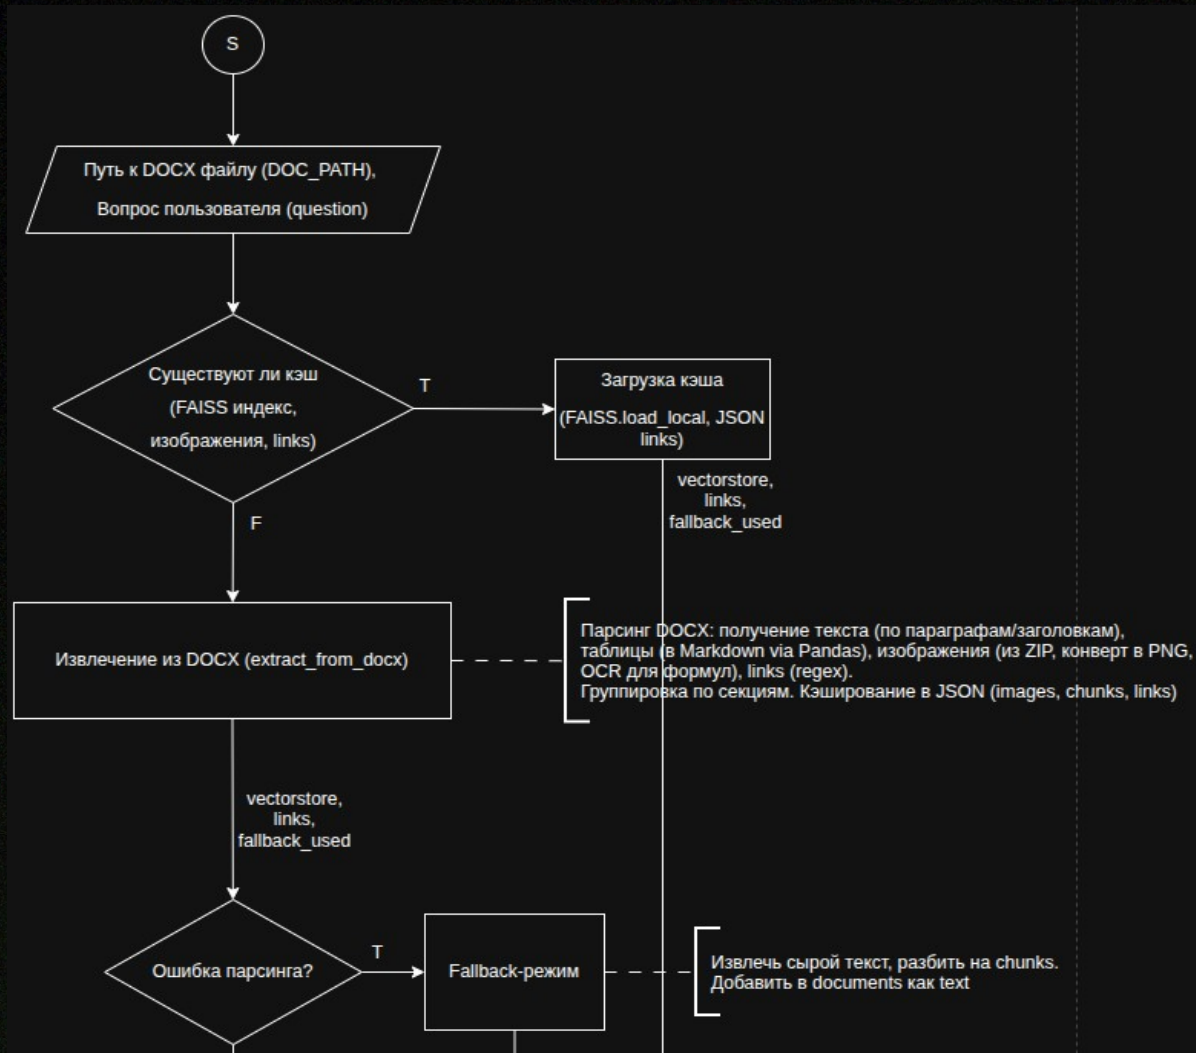 S
Путь к DOCX файлу (DOC_PATH),
Вопрос пользователя (question)
Существуют ли кэш
(FAISS индекс,
изображения, links)
T
Загрузка кэша
(FAISS.load_local, JSON
links)
vectorstore,
links,
fallback_used
F
Извлечение из DOCX (extract_from_docx)
Парсинг DOCX: получение текста (по параграфам/заголовкам),
таблицы (в Markdown via Pandas), изображения (из ZIP, конверт в PNG,
OCR для формул), links (regex).
Группировка по секциям. Кэширование в JSON (images, chunks, links)
vectorstore,
links,
fallback_used
Ошибка парсинга?
T
Fallback-режим
Извлечь сырой текст, разбить на chunks.
Добавить в documents как text